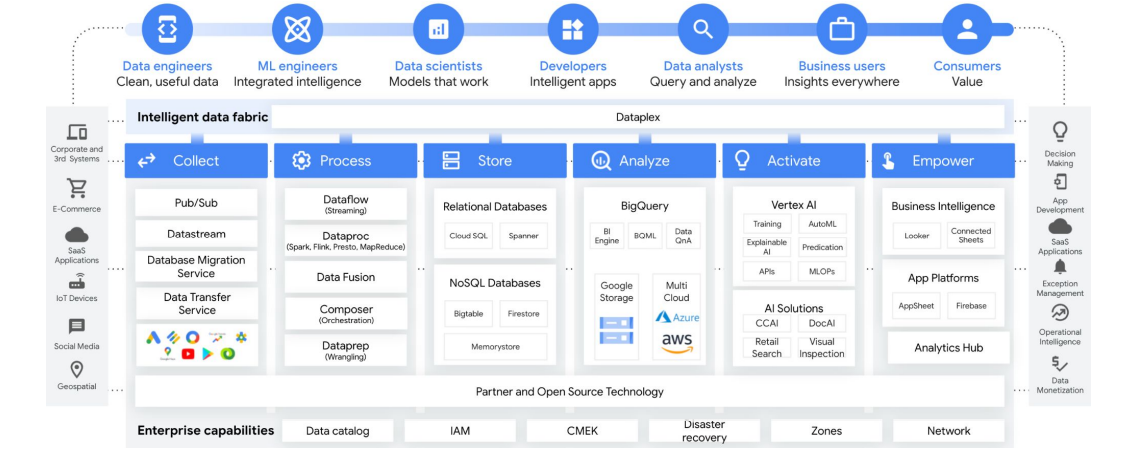 Data engineers
Clean, useful data
ML engineers
Integrated intelligence
Data scientists
Models that work
Developers
Intelligent apps
Data analysts
Query and analyze
Business users
Insights everywhere
Consumers
Value
Corporate and
3rd Systems
E-Commerce
SaaS
Applications
IoT Devices
Social Media
Geospatial
Intelligent data fabric
Dataplex
Collect
Pub/Sub
Datastream
Database Migration
Service
Data Transfer
Service
Process
Dataflow
(Streaming)
Dataproc
(Spark, Flink, Presto, MapReduce)
Data Fusion
Composer
(Orchestration)
Dataprep
(Wrangling)
Store
Relational Databases
Cloud SQL
Spanner
NoSQL Databases
Bigtable
Firestore
Memorystore
Analyze
BigQuery
BI
Engine
BQML
Data
QnA
Google
Storage
Multi
Cloud
Azure
aws
Activate
Vertex AI
Training
AutoML
Explainable
AI
Predication
APIs
MLOPs
AI Solutions
CCAI
DocAI
Retail
Search
Visual
Inspection
Empower
Business Intelligence
Looker
Connected
Sheets
App Platforms
AppSheet
Firebase
Analytics Hub
Partner and Open Source Technology
Enterprise capabilities
Data catalog
IAM
CMEK
Disaster
recovery
Zones
Network
Decision
Making
App
Development
SaaS
Applications
Exception
Management
Operational
Intelligence
Data
Monetization